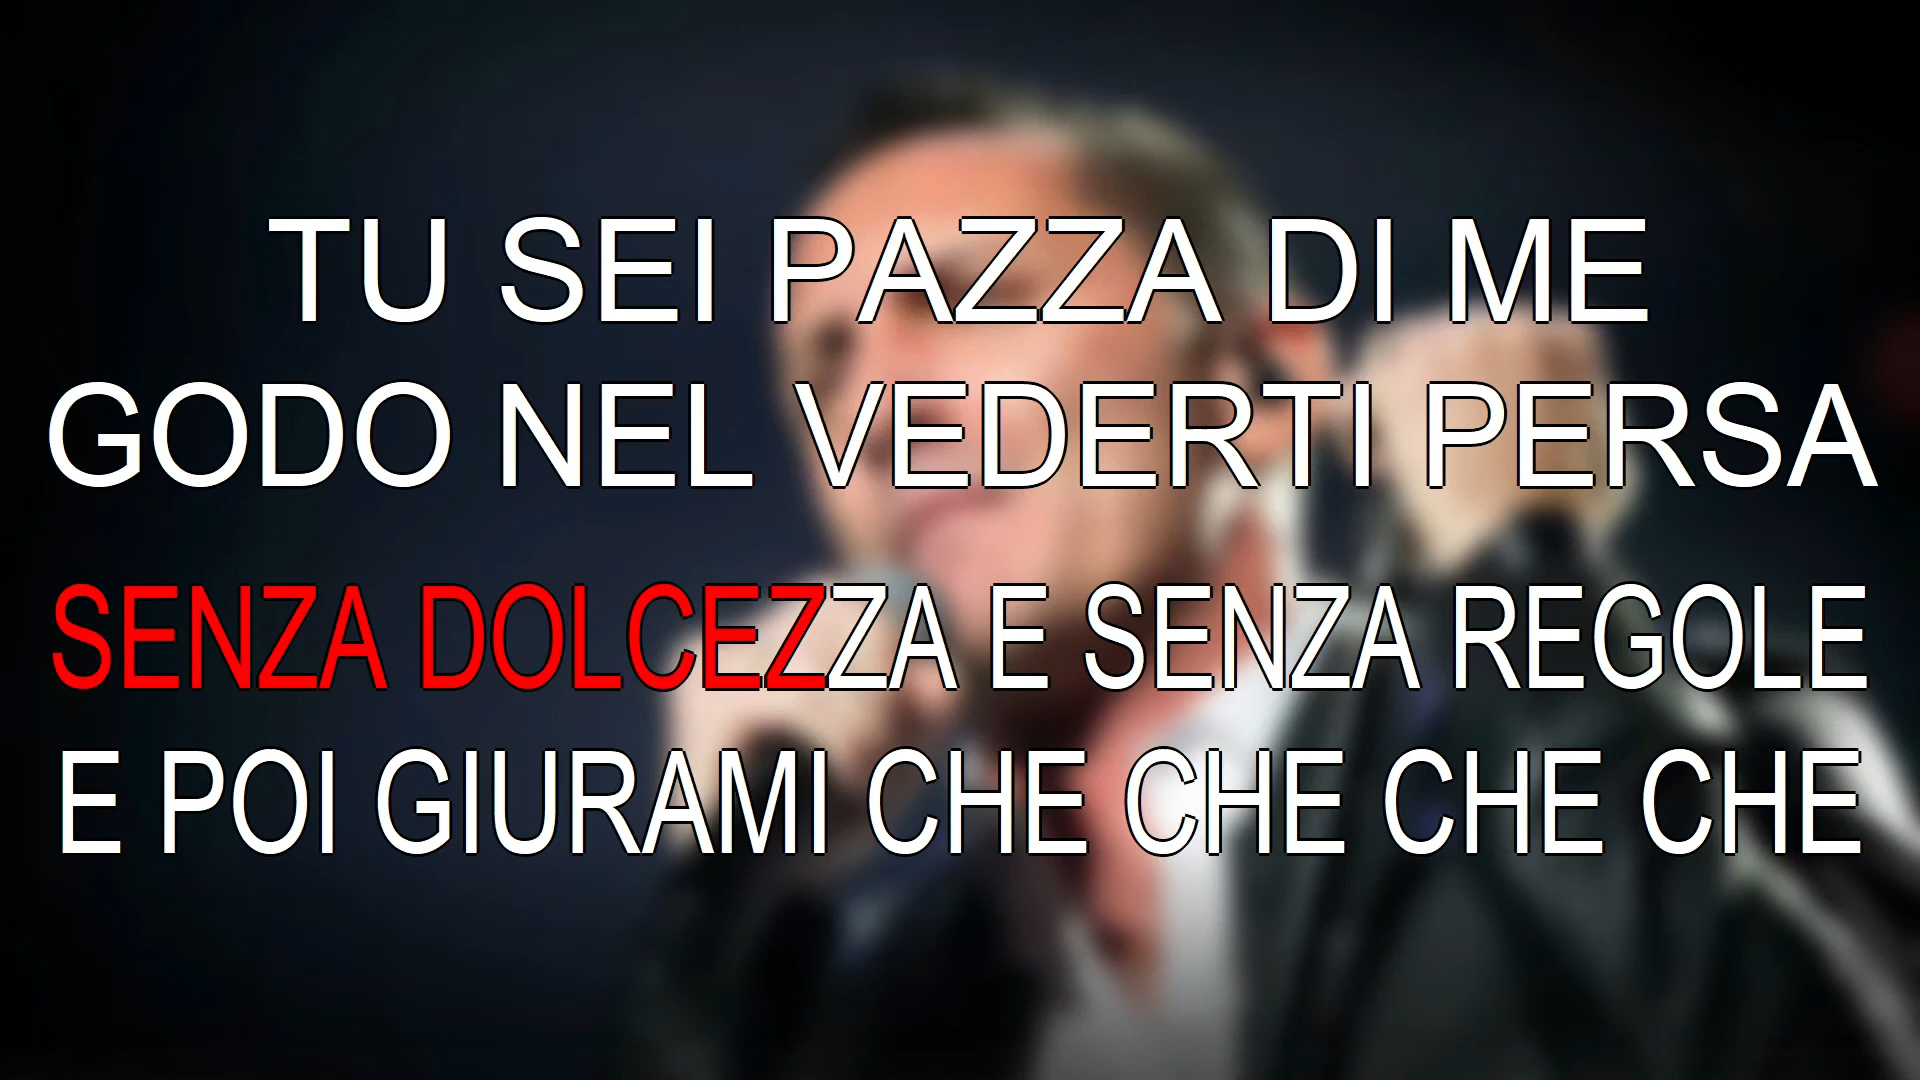 TU SEI PAZZA DI ME
GODO NEL VEDERTI PERSA
SENZA DOLCEZZA E SENZA REGOLE
E POI GIURAMI CHE CHE CHE CHE